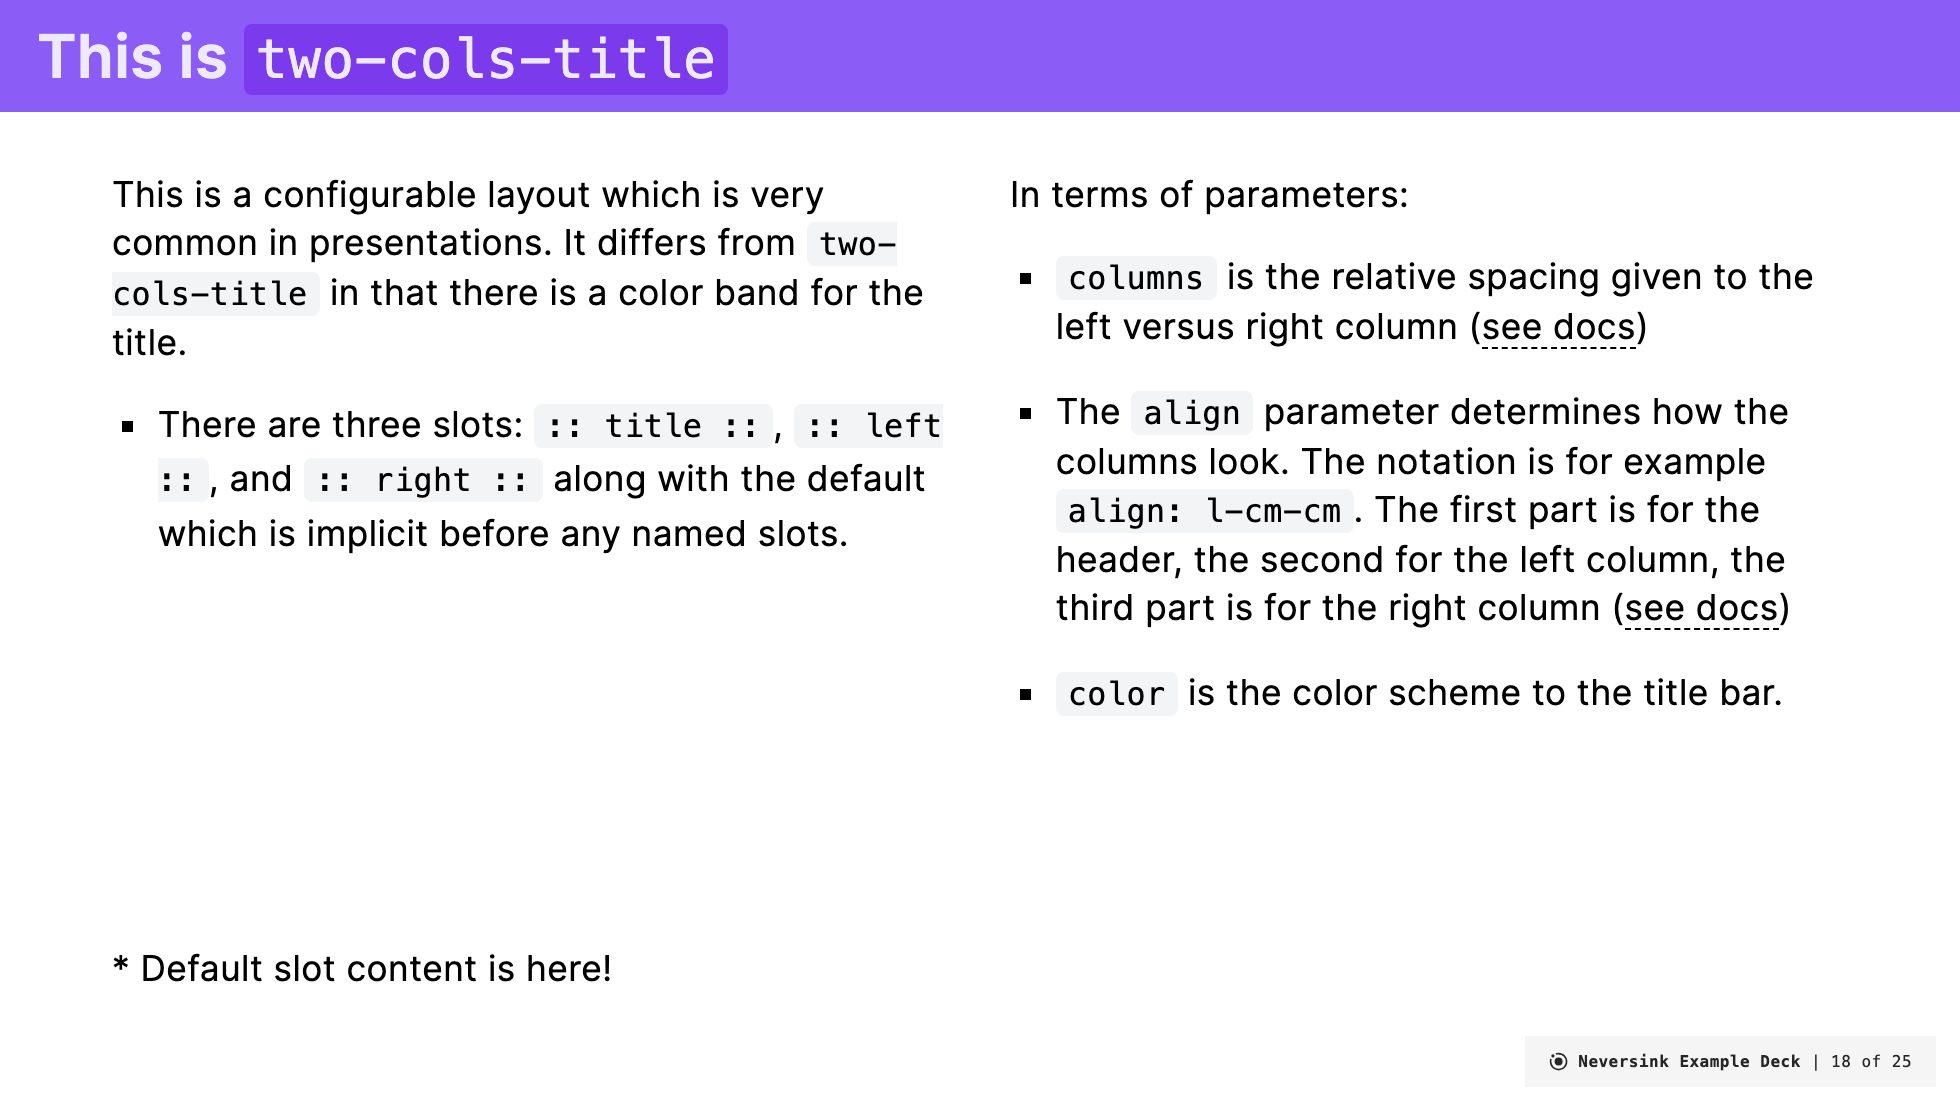 This is two-cols-title
This is a configurable layout which is very
common in presentations. It differs from two-
cols-title in that there is a color band for the
title.
▪ There are three slots: :: title ::, :: left
::, and :: right :: along with the default
which is implicit before any named slots.
In terms of parameters:
▪ columns is the relative spacing given to the
left versus right column (see docs)
▪ The align parameter determines how the
columns look. The notation is for example
align: l-cm-cm. The first part is for the
header, the second for the left column, the
third part is for the right column (see docs)
▪ color is the color scheme to the title bar.
* Default slot content is here!
Neversink Example Deck | 18 of 25